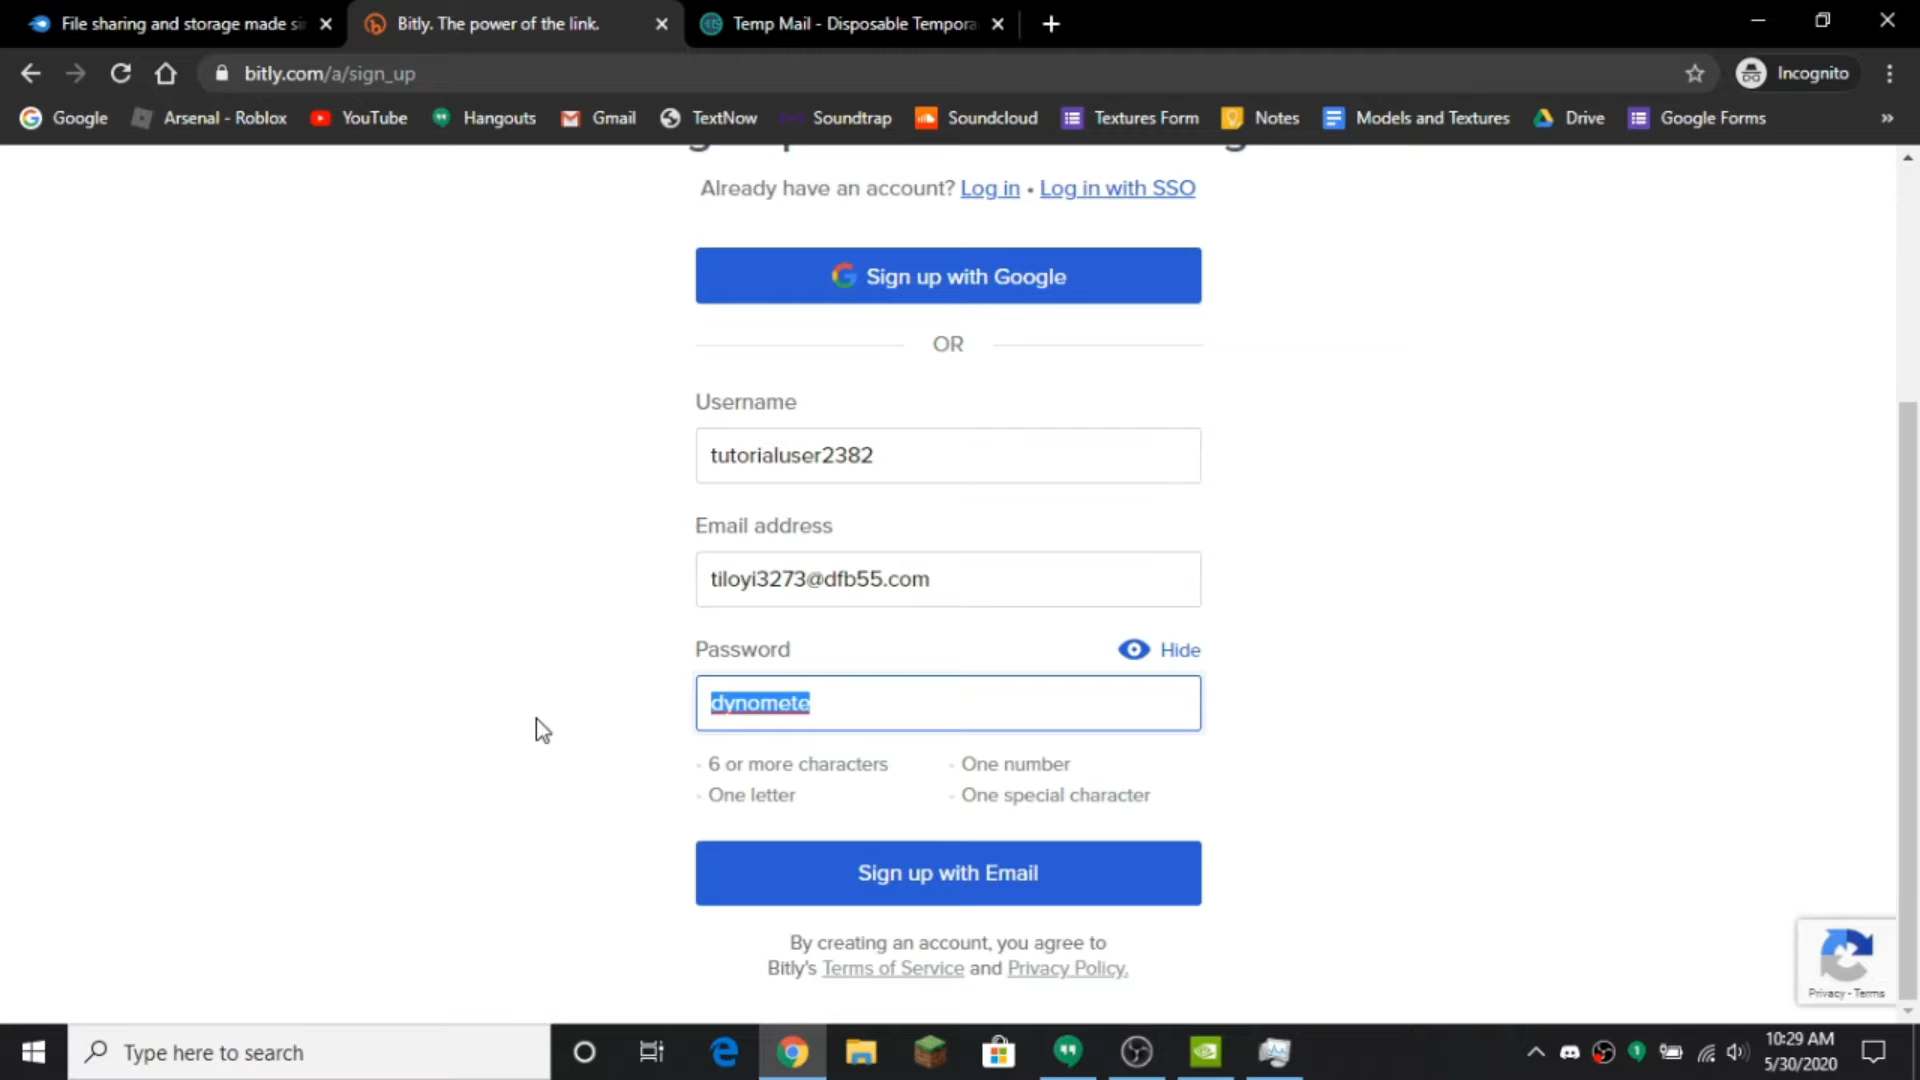 File sharing and storage made si
Bitly. The power of the link.
Temp Mail - Disposable Tempora
bitly.com/a/sign_up
Incognito
Google
Arsenal - Roblox
YouTube
Hangouts
Gmail
TextNow
Soundtrap
Soundcloud
Textures Form
Notes
Models and Textures
Drive
Google Forms
»
Already have an account? Log in • Log in with SSO
Sign up with Google
OR
Username
tutorialuser2382
Email address
tiloyi3273@dfb55.com
Password
Hide
dynomete
6 or more characters
One number
One letter
One special character
Sign up with Email
By creating an account, you agree to
Bitly's Terms of Service and Privacy Policy.
Privacy - Terms
Type here to search
10:29 AM
5/30/2020